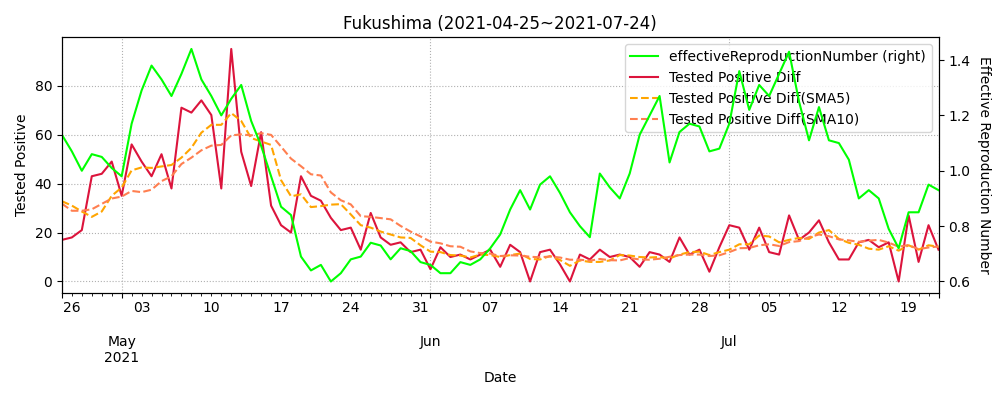 Fukushima (2021-04-25~2021-07-24)
effectiveReproductionNumber (right)
Tested Positive Diff
Tested Positive Diff(SMA5)
Tested Positive Diff(SMA10)
Tested Positive
80
60
40
20
0
Effective Reproduction Number
1.4
1.2
1.0
0.8
0.6
26 03 10 17 24 31 07 14 21 28 05 12 19
May Jun Jul
2021
Date